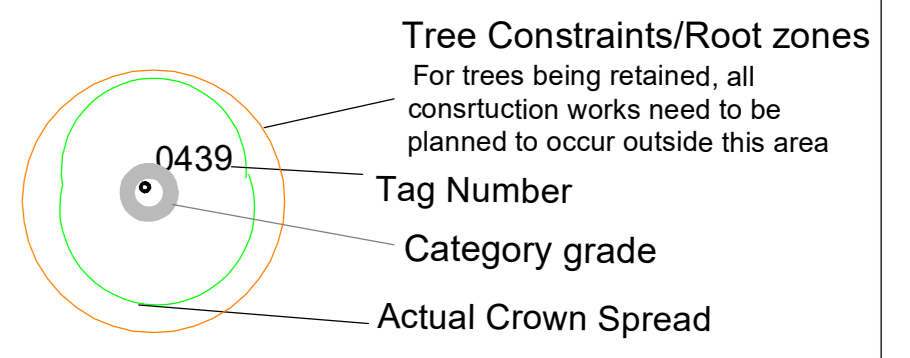 Tree Constraints/Root zones
For trees being retained, all
consrtuction works need to be
planned to occur outside this area
0439
Tag Number
Category grade
Actual Crown Spread